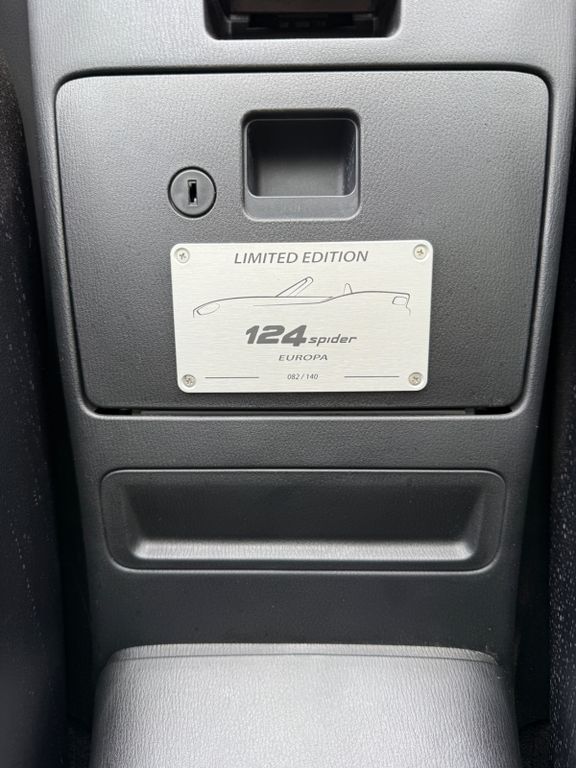 LIMITED EDITION
124 spider
EUROPA
082 / 140